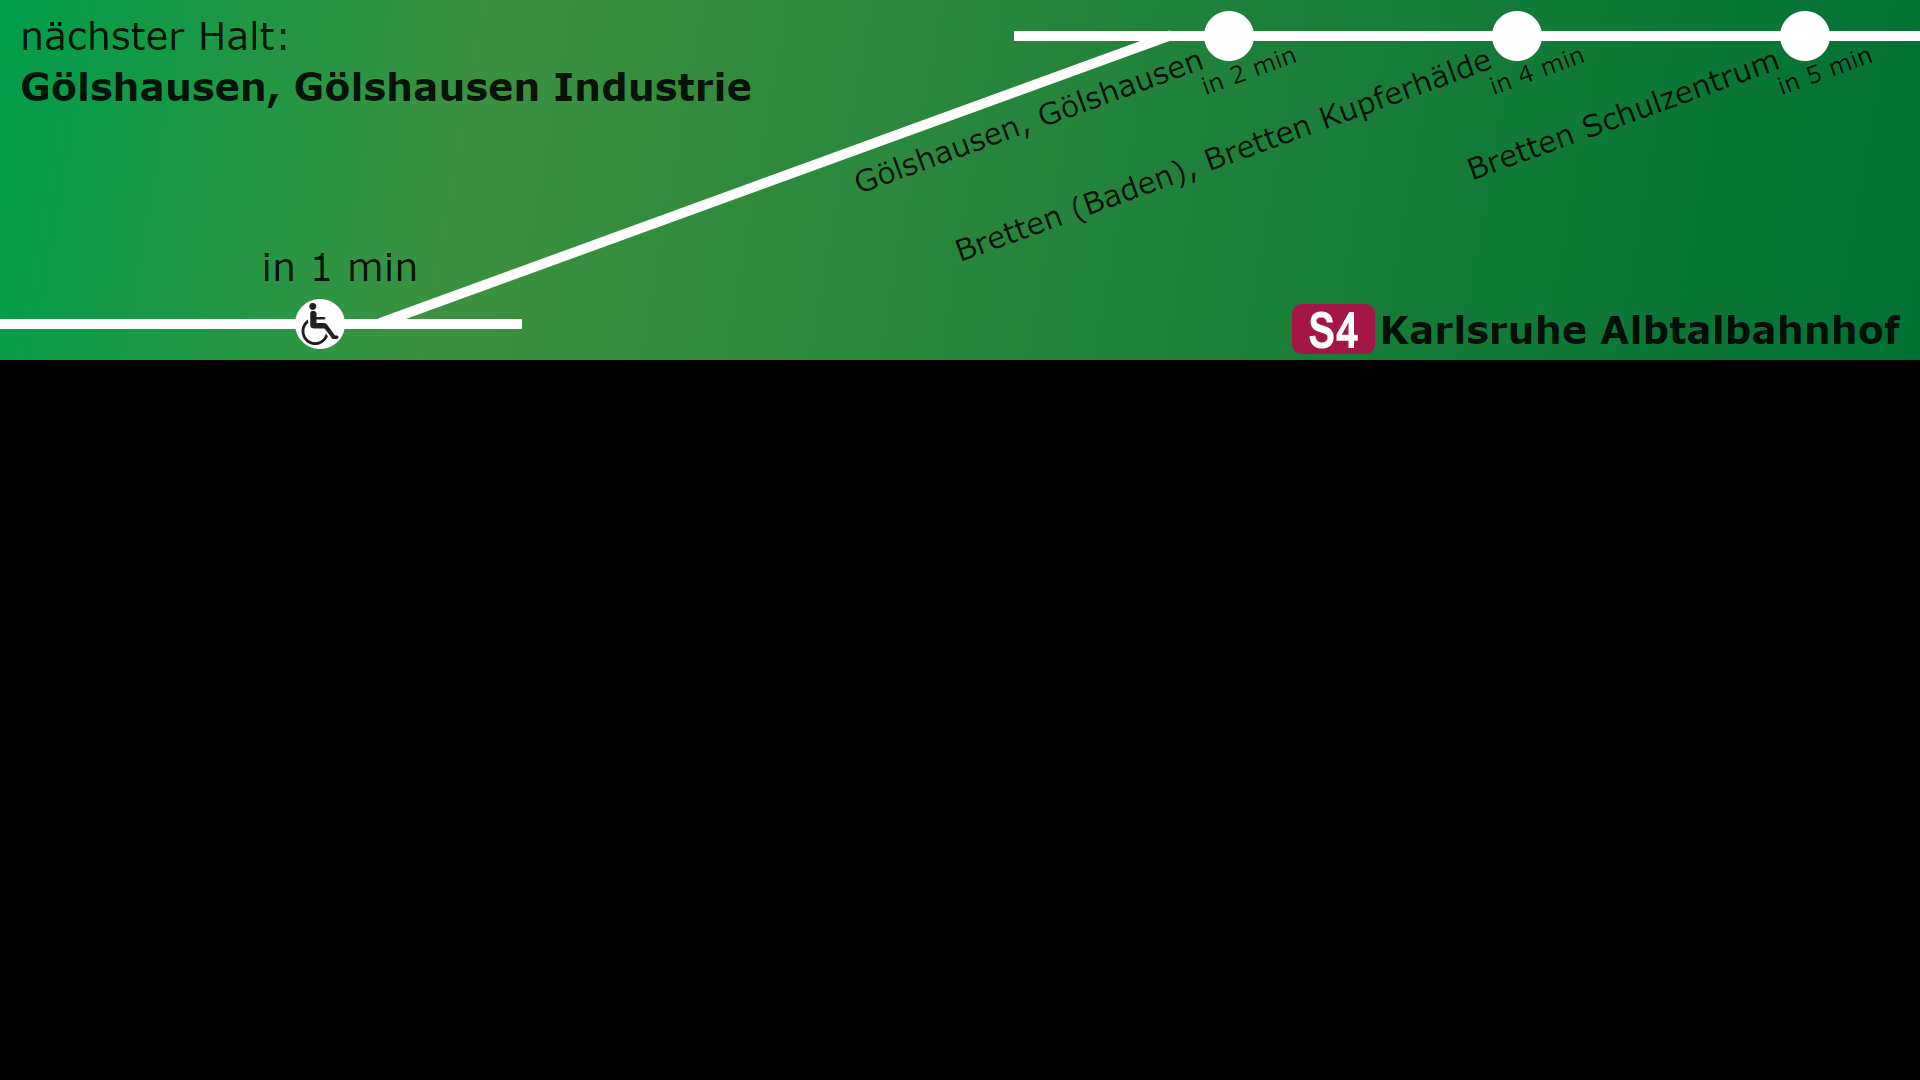 nächster Halt:
Gölshausen, Gölshausen Industrie
in 1 min
Gölshausen, Gölshausen
in 2 min
Bretten (Baden), Bretten Kupferhälde
in 4 min
Bretten Schulzentrum
in 5 min
S4 Karlsruhe Albtalbahnhof